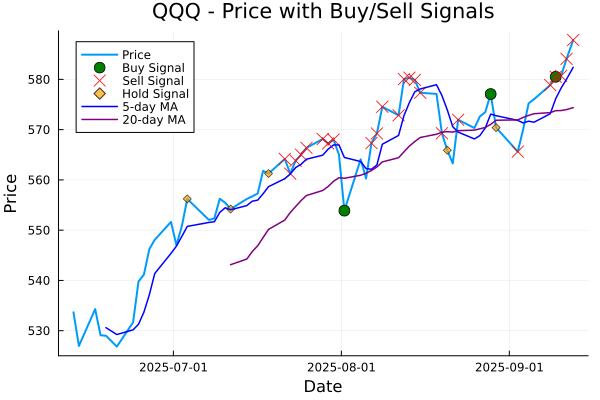 QQQ - Price with Buy/Sell Signals
Price
Buy Signal
Sell Signal
Hold Signal
5-day MA
20-day MA
580
570
560
550
540
530
Price
2025-07-01
2025-08-01
2025-09-01
Date